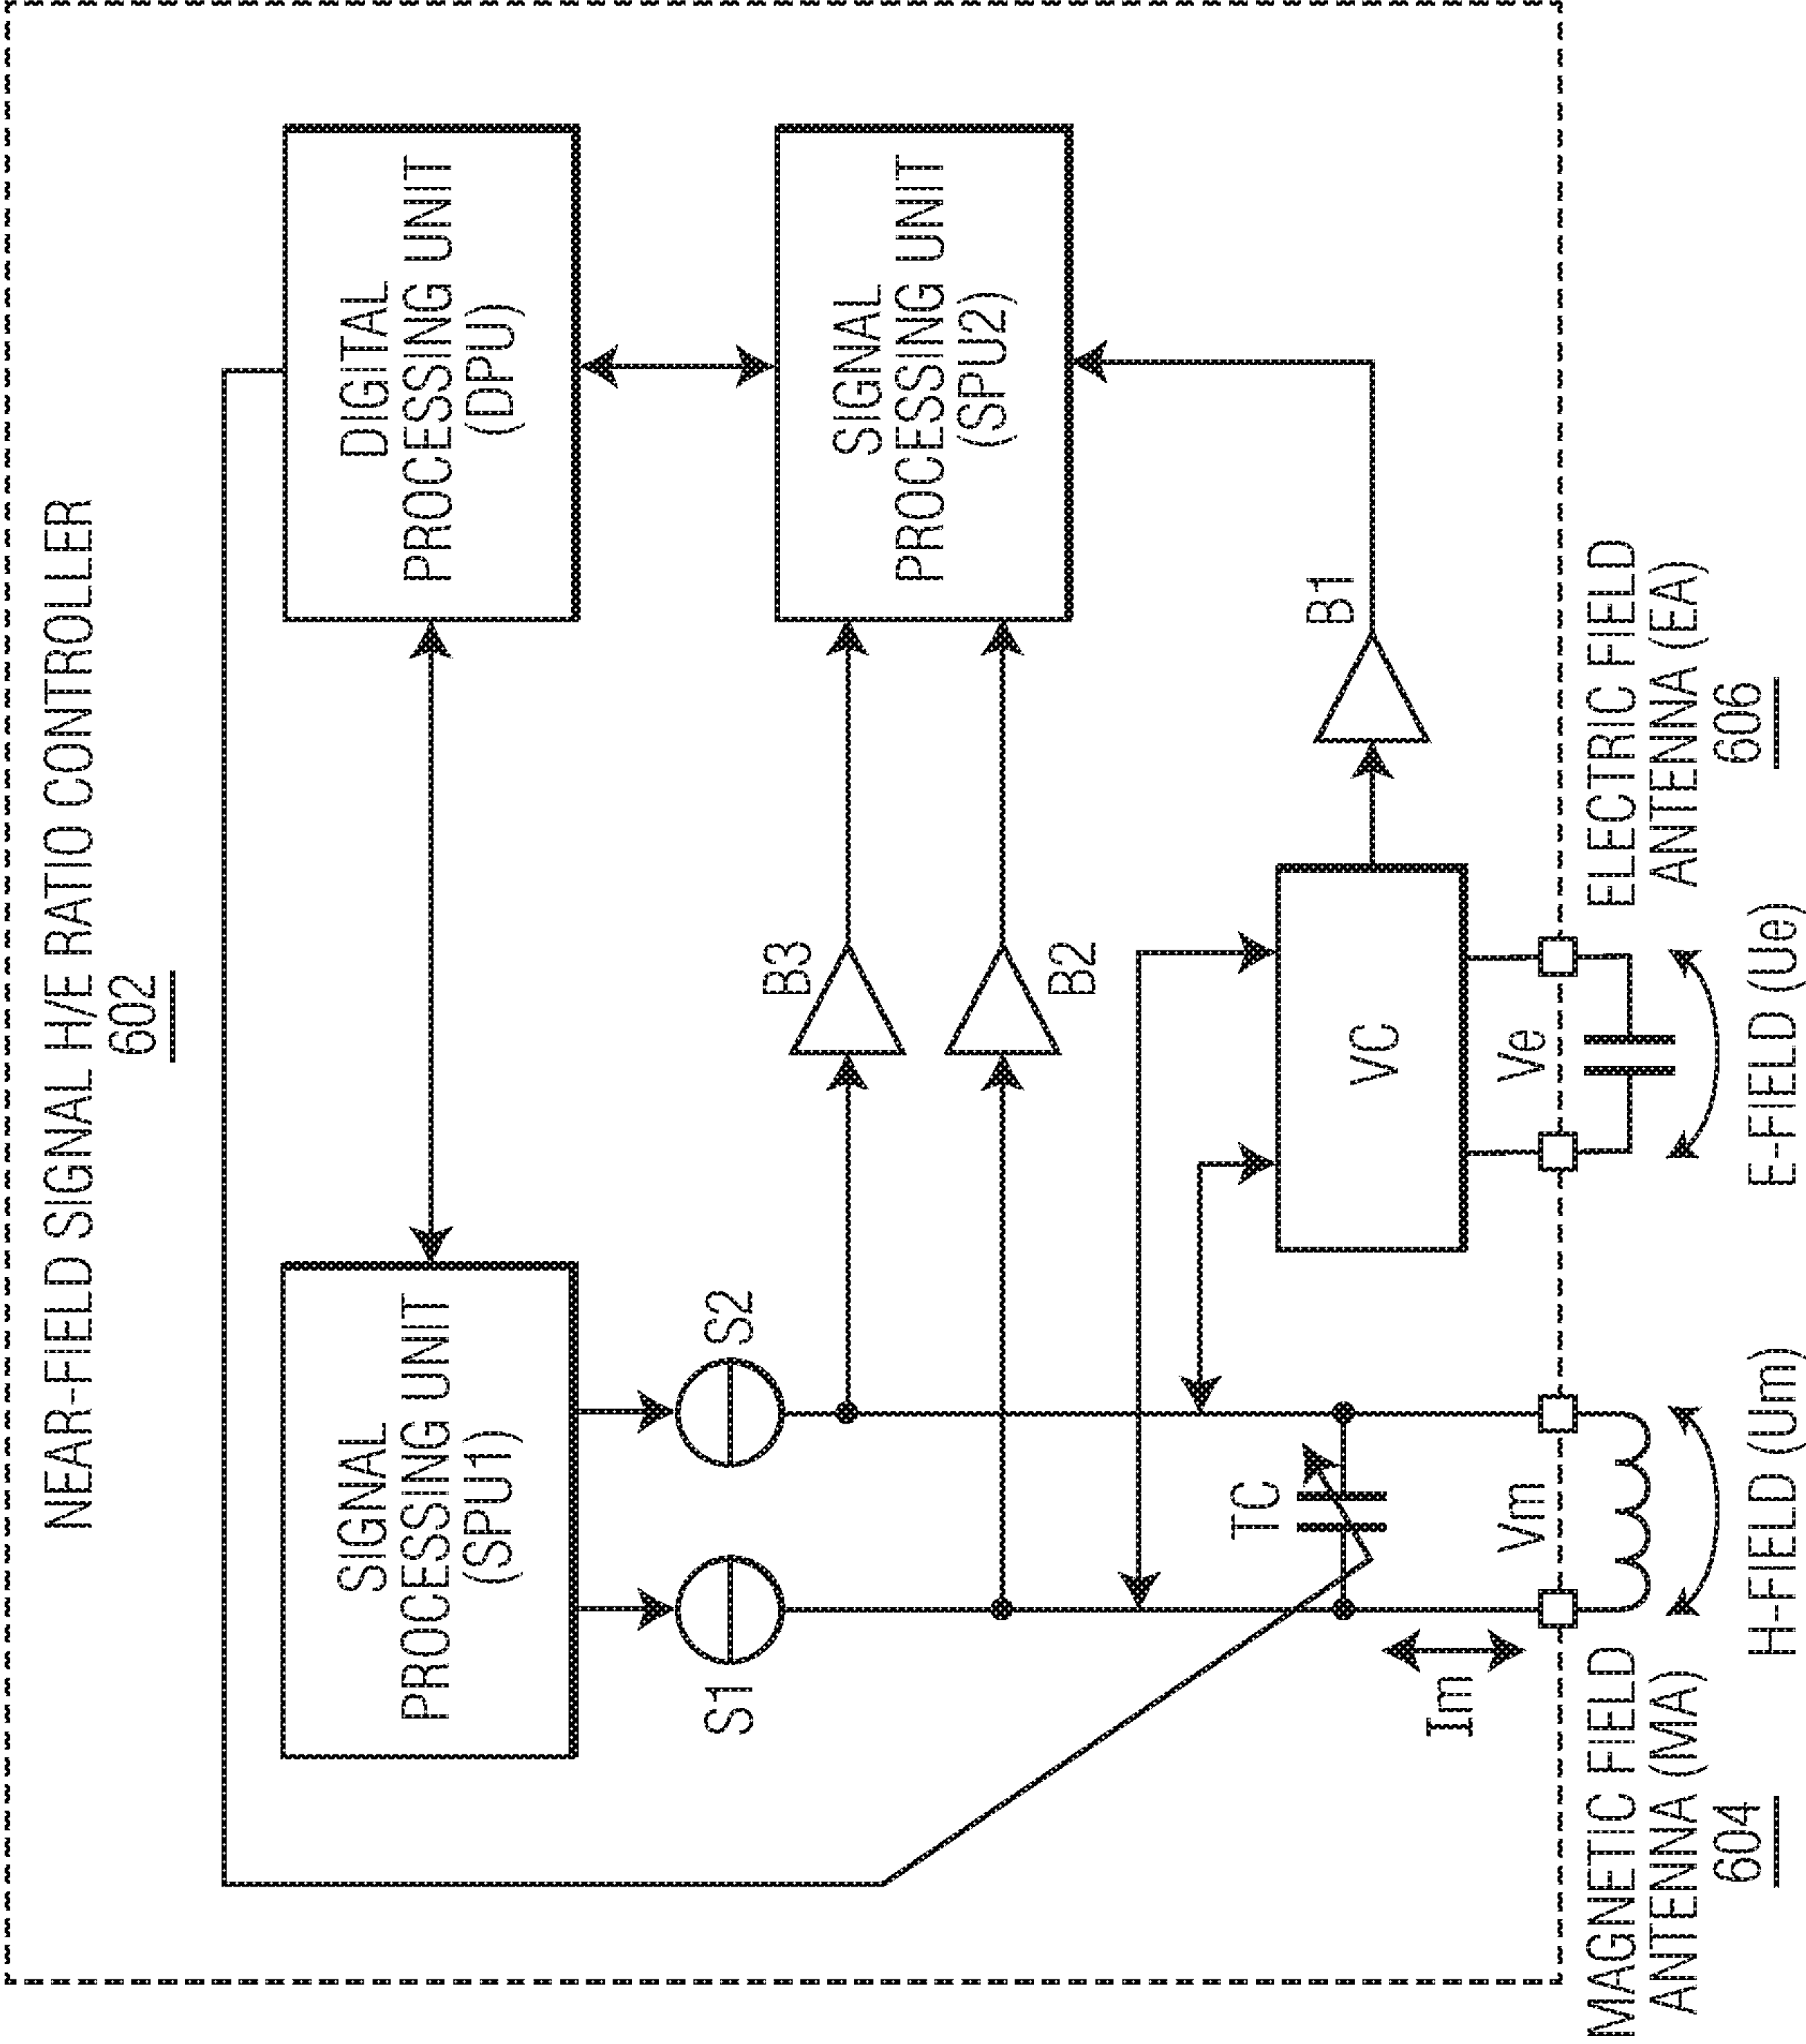 NEAR-FIELD SIGNAL H/E RATIO CONTROLLER
602
SIGNAL
PROCESSING UNIT
(SPU1)
DIGITAL
PROCESSING UNIT
(DPU)
S1
S2
B3
B2
SIGNAL
PROCESSING UNIT
(SPU2)
TC
VC
B1
Im
Vm
Ve
MAGNETIC FIELD
ANTENNA (MA)
604
H-FIELD (Um)
E-FIELD (Ue)
ELECTRIC FIELD
ANTENNA (EA)
606